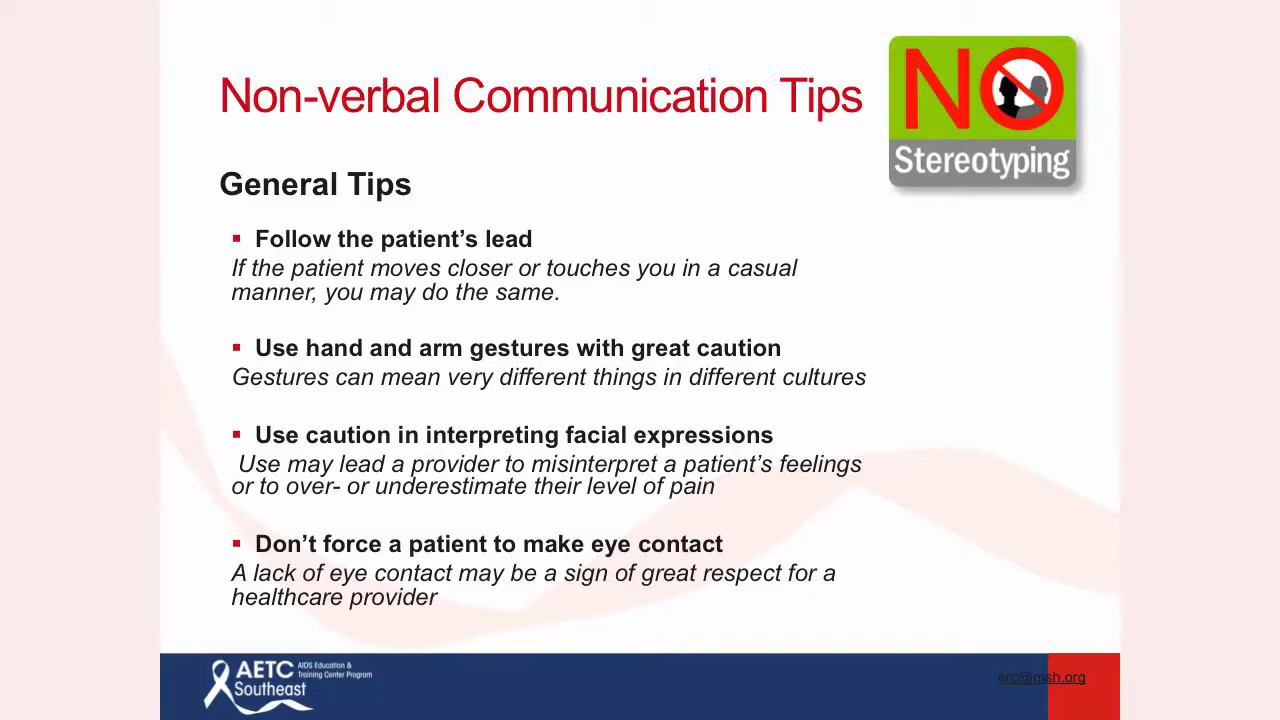 Non-verbal Communication Tips
NO
Stereotyping
General Tips
▪ Follow the patient’s lead
If the patient moves closer or touches you in a casual
manner, you may do the same.
▪ Use hand and arm gestures with great caution
Gestures can mean very different things in different cultures
▪ Use caution in interpreting facial expressions
Use may lead a provider to misinterpret a patient’s feelings
or to over- or underestimate their level of pain
▪ Don’t force a patient to make eye contact
A lack of eye contact may be a sign of great respect for a
healthcare provider
AETC AIDS Education &
Training Center Program
Southeast
erc@msh.org